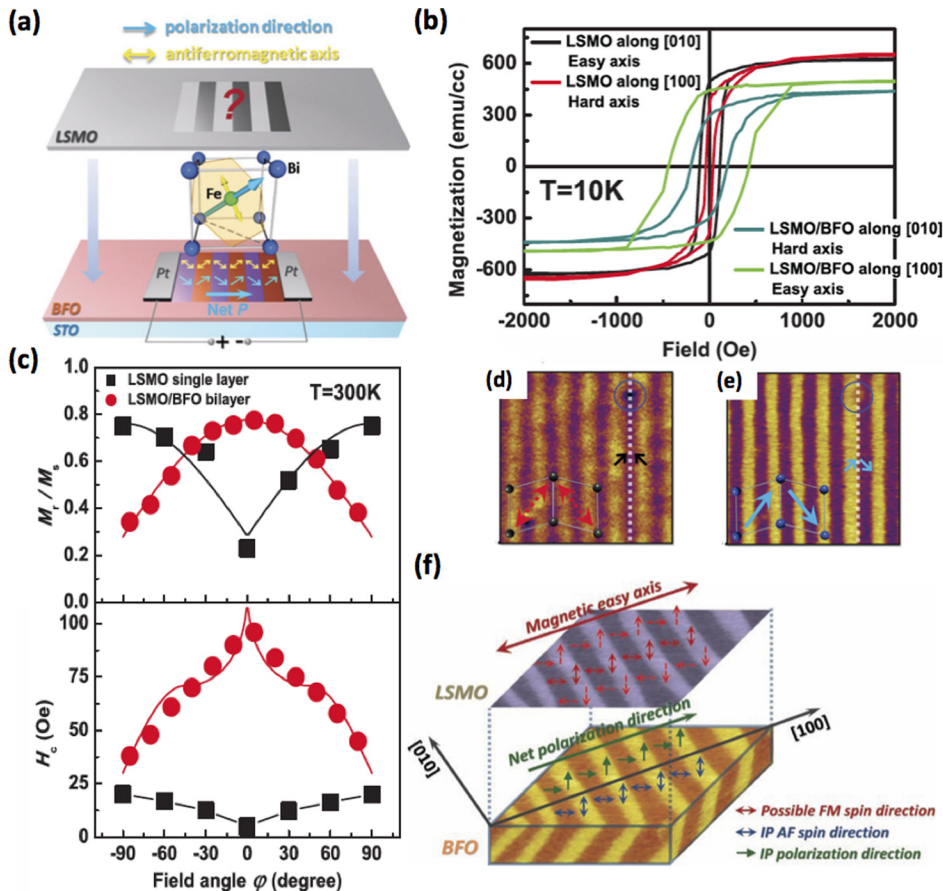 (a)
polarization direction
antiferromagnetic axis
?
LSMO
Bi
Fe
Pt
Pt
Net P
BFO
STO
+ -
(b)
Magnetization (emu/cc)
600
300
0
-300
-600
LSMO along [010]
Easy axis
LSMO along [100]
Hard axis
T=10K
LSMO/BFO along [010]
Hard axis
LSMO/BFO along [100]
Easy axis
-2000 -1000 0 1000 2000
Field (Oe)
(c)
LSMO single layer
LSMO/BFO bilayer
T=300K
Mr / Ms
1.0
0.8
0.6
0.4
0.2
0.0
Hc (Oe)
100
75
50
25
0
-90 -60 -30 0 30 60 90
Field angle φ (degree)
(d)
(e)
(f)
Magnetic easy axis
LSMO
Net polarization direction
[010]
[100]
BFO
Possible FM spin direction
IP AF spin direction
IP polarization direction